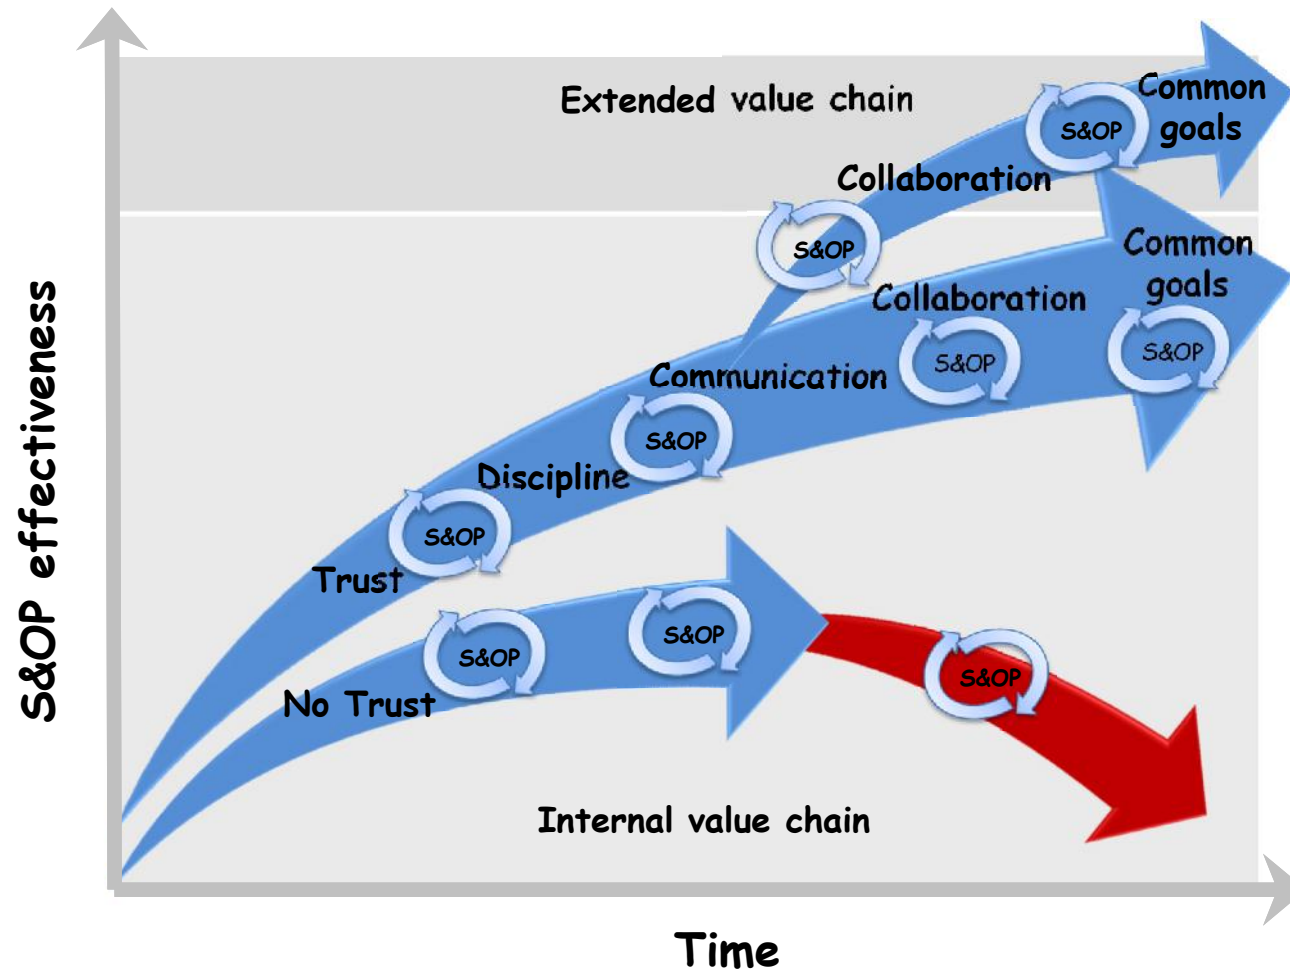 Extended value chain
Common
goals
S&OP
Collaboration
S&OP
Common
goals
Collaboration
S&OP
S&OP
Communication
S&OP
Discipline
S&OP
Trust
S&OP
S&OP
S&OP
No Trust
Internal value chain
S&OP effectiveness
Time